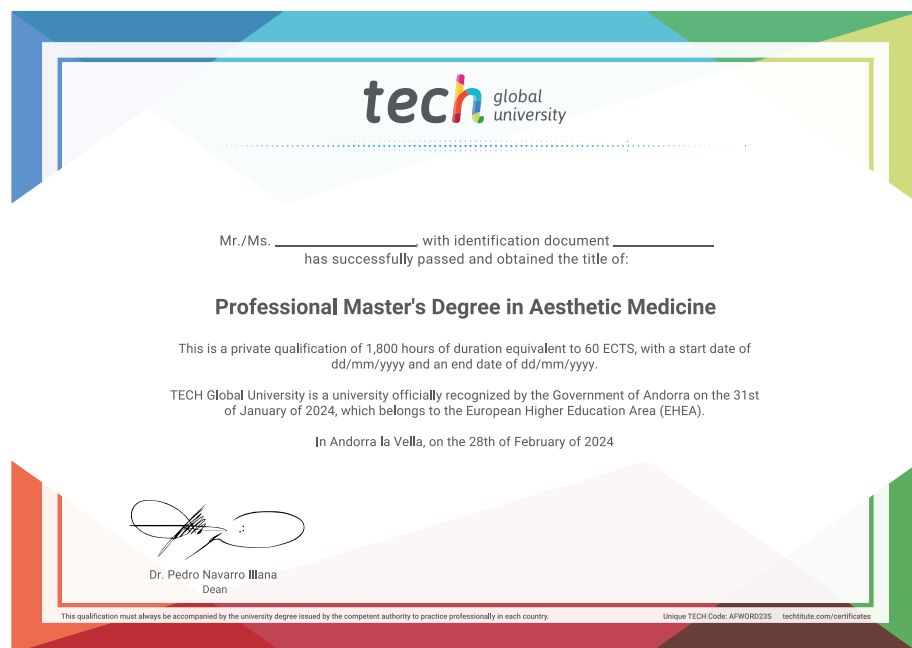 tech global university
Mr./Ms. ____________, with identification document ____________
has successfully passed and obtained the title of:
Professional Master's Degree in Aesthetic Medicine
This is a private qualification of 1,800 hours of duration equivalent to 60 ECTS, with a start date of
dd/mm/yyyy and an end date of dd/mm/yyyy.
TECH Global University is a university officially recognized by the Government of Andorra on the 31st
of January of 2024, which belongs to the European Higher Education Area (EHEA).
In Andorra la Vella, on the 28th of February of 2024
Dr. Pedro Navarro Illana
Dean
This qualification must always be accompanied by the university degree issued by the competent authority to practice professionally in each country.
Unique TECH Code: AFWORD23S techtitute.com/certificates